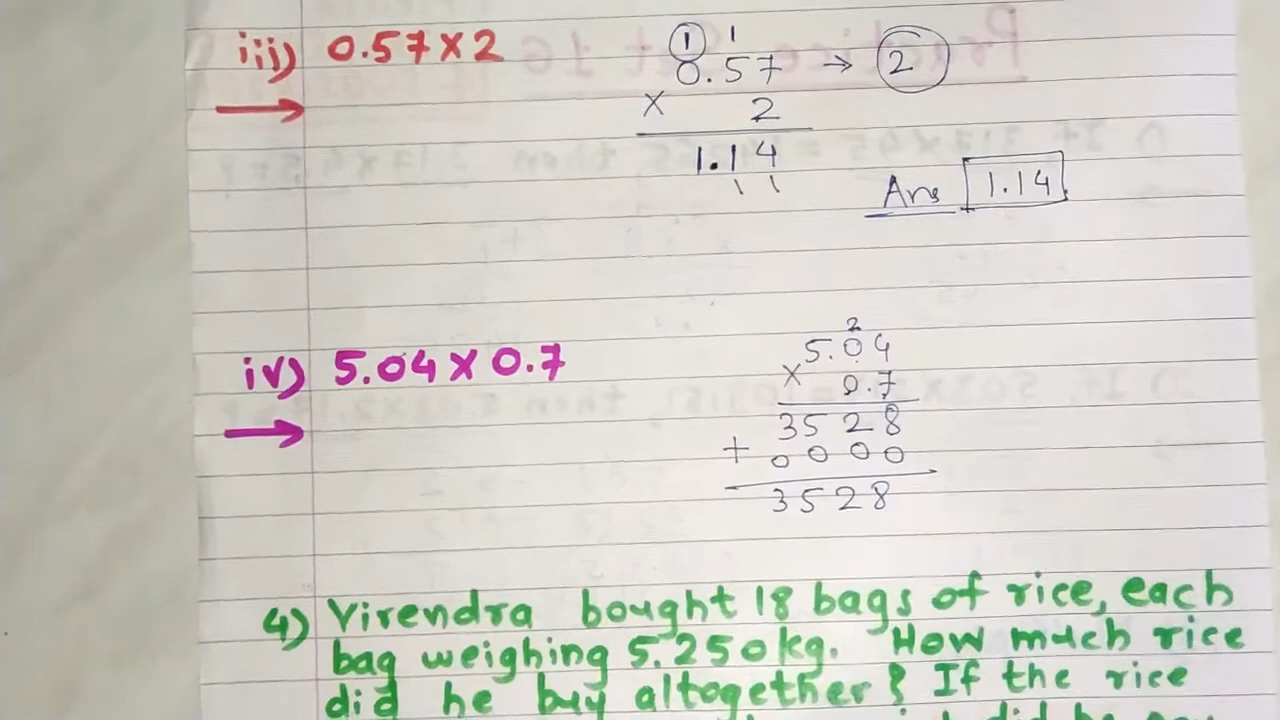 iii) 0.57 x 2
1 1
0.57 → 2
x 2
1.14
Ans 1.14
iv) 5.04 x 0.7
2
5.04
x 0.7
3528
+ 0000
3528
4) Virendra bought 18 bags of rice, each
bag weighing 5.250kg. How much rice
did he buy altogether? If the rice